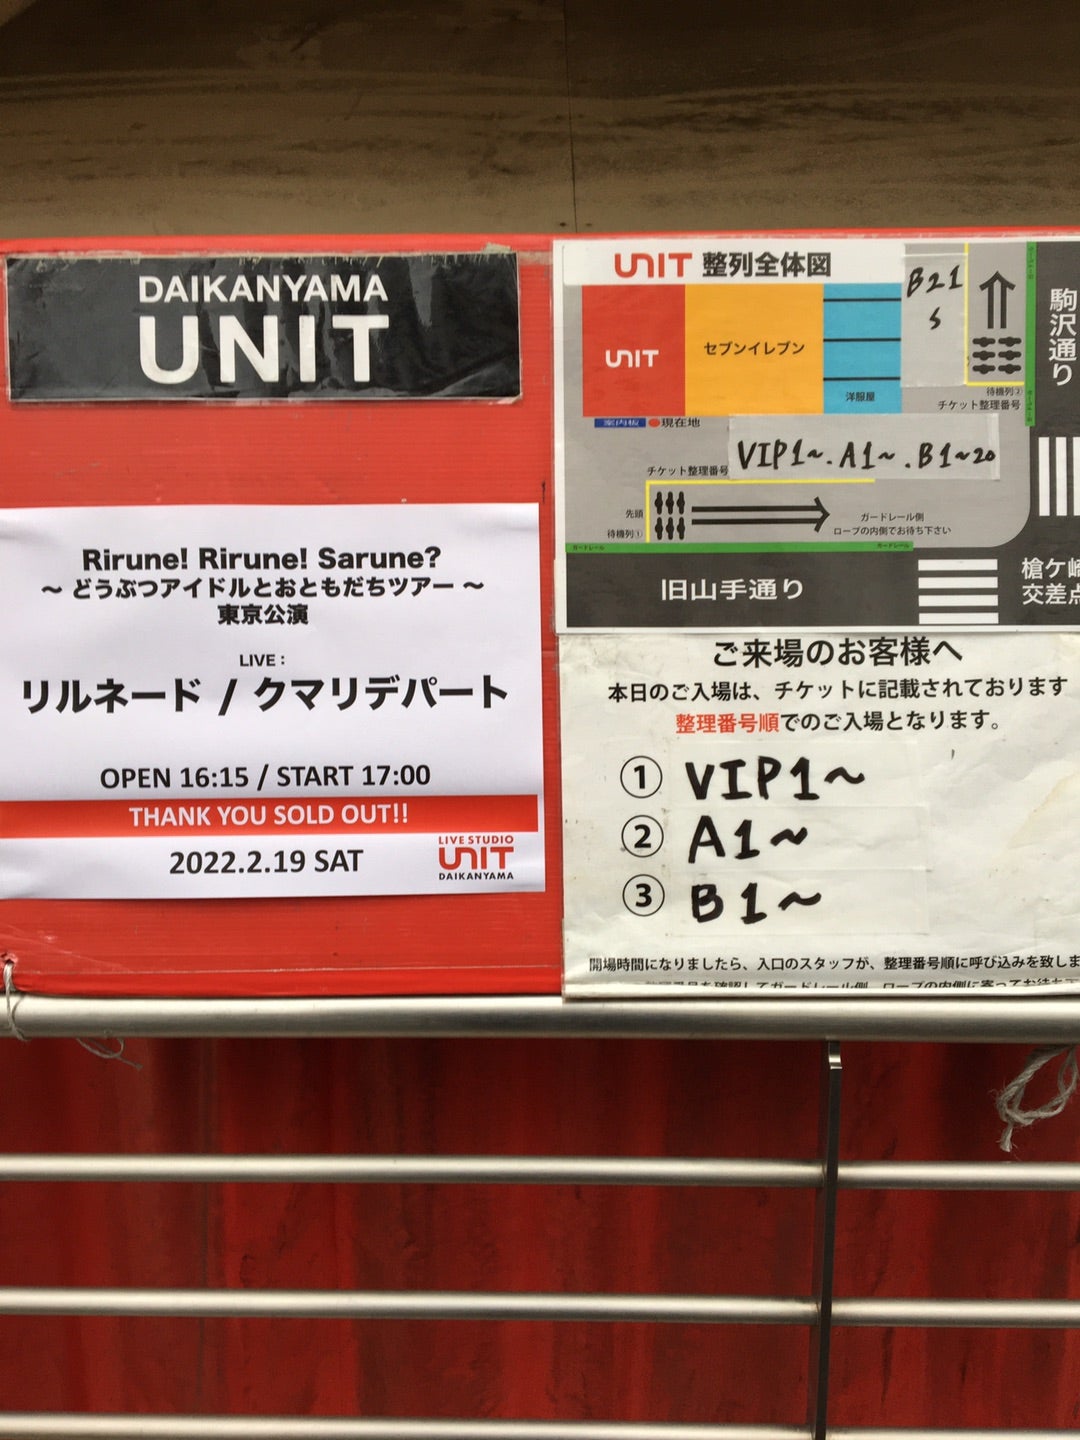 DAIKANYAMA
UNIT
Rirune! Rirune! Sarune?
～ どうぶつアイドルとおともだちツアー ～
東京公演
LIVE：
リルネード / クマリデパート
OPEN 16:15 / START 17:00
THANK YOU SOLD OUT!!
2022.2.19 SAT
LIVE STUDIO
UNIT
DAIKANYAMA
UNIT 整列全体図
UNIT
セブンイレブン
洋服屋
B21
S
待機列②
チケット整理番号
ガードレール
ガードレール
駒沢通り
案内板
現在地
VIP1～.A1～.B1～20
チケット整理番号
先頭
待機列①
ガードレール側
ロープの内側でお待ち下さい
ガードレール
ガードレール
旧山手通り
槍ケ崎
交差点
ご来場のお客様へ
本日のご入場は、チケットに記載されております
整理番号順でのご入場となります。
① VIP1～
② A1～
③ B1～
開場時間になりましたら、入口のスタッフが、整理番号順に呼び込みを致しま